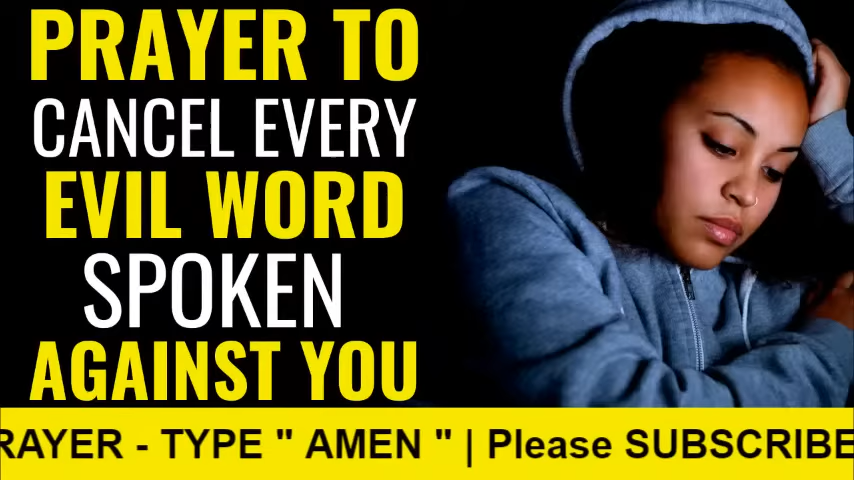 PRAYER TO
CANCEL EVERY
EVIL WORD
SPOKEN
AGAINST YOU
RAYER - TYPE " AMEN " | Please SUBSCRIBE